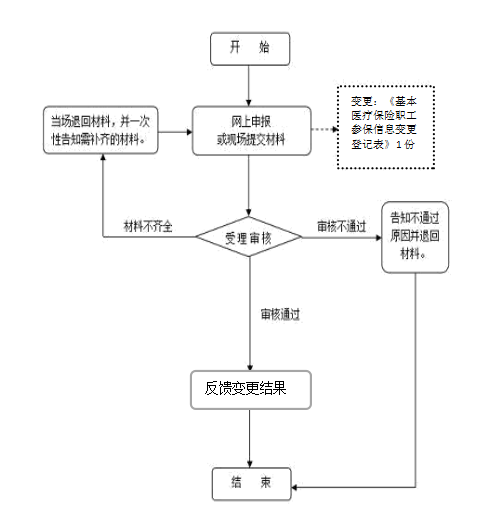 开 始
当场退回材料，并一次
性告知需补齐的材料。
网上申报
或现场提交材料
变更：《基本
医疗保险职工
参保信息变更
登记表》1份
材料不齐全
受理审核
审核不通过
告知不通过
原因并退回
材料。
审核通过
反馈变更结果
结 束